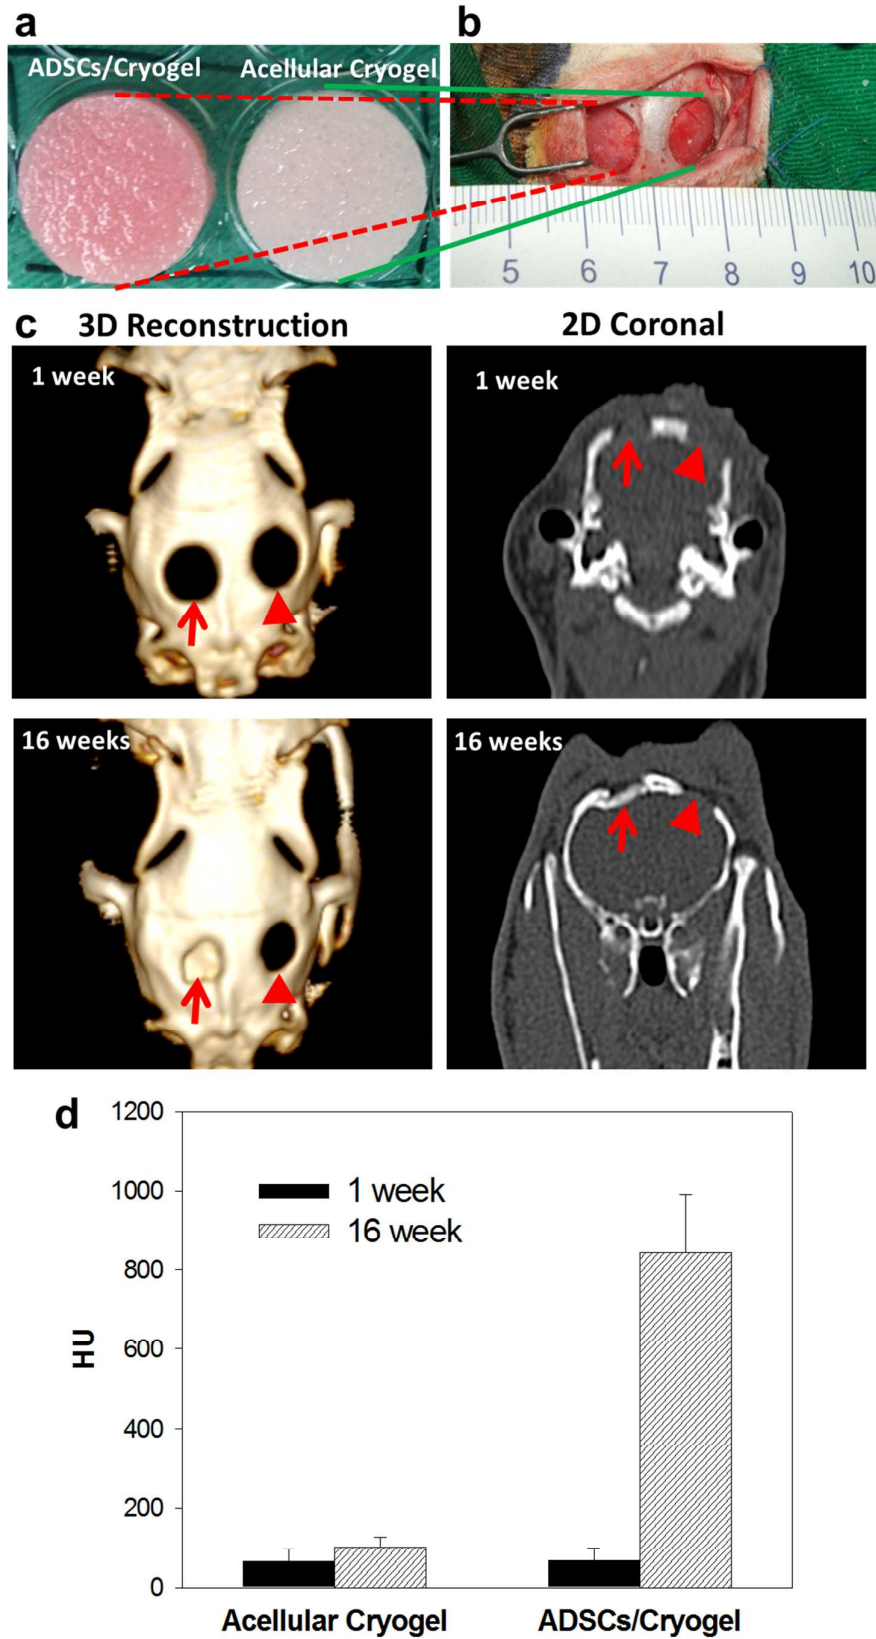 a
b
ADSCs/Cryogel
Acellular Cryogel
5 6 7 8 9 10
c
3D Reconstruction
2D Coronal
1 week
1 week
16 weeks
16 weeks
d
1200
1000
800
600
400
200
0
HU
1 week
16 week
Acellular Cryogel
ADSCs/Cryogel